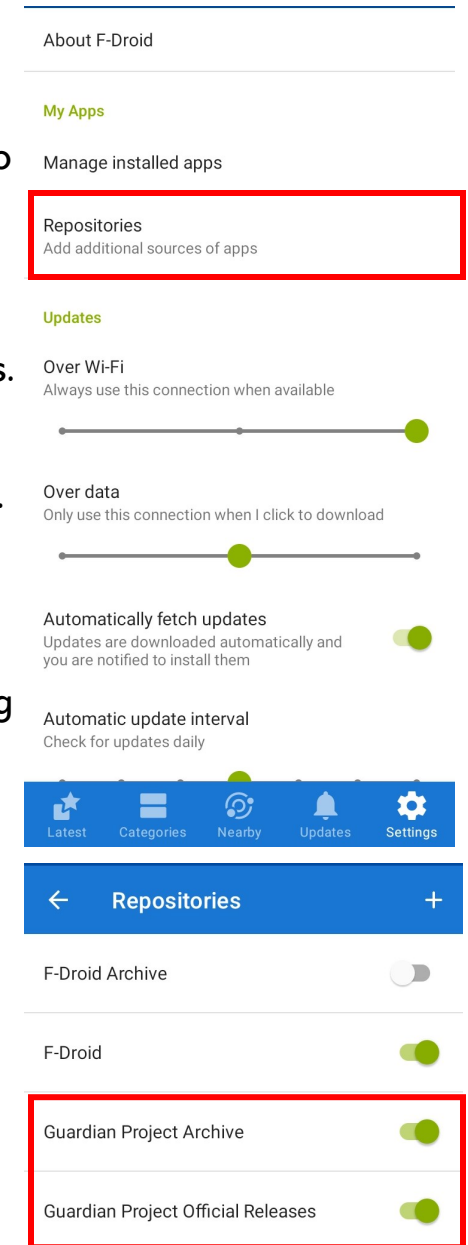 About F-Droid
My Apps
o
Manage installed apps
Repositories
Add additional sources of apps
Updates
s.
Over Wi-Fi
Always use this connection when available
.
Over data
Only use this connection when I click to download
Automatically fetch updates
Updates are downloaded automatically and
you are notified to install them
g
Automatic update interval
Check for updates daily
Latest Categories Nearby Updates Settings
Repositories
F-Droid Archive
F-Droid
Guardian Project Archive
Guardian Project Official Releases